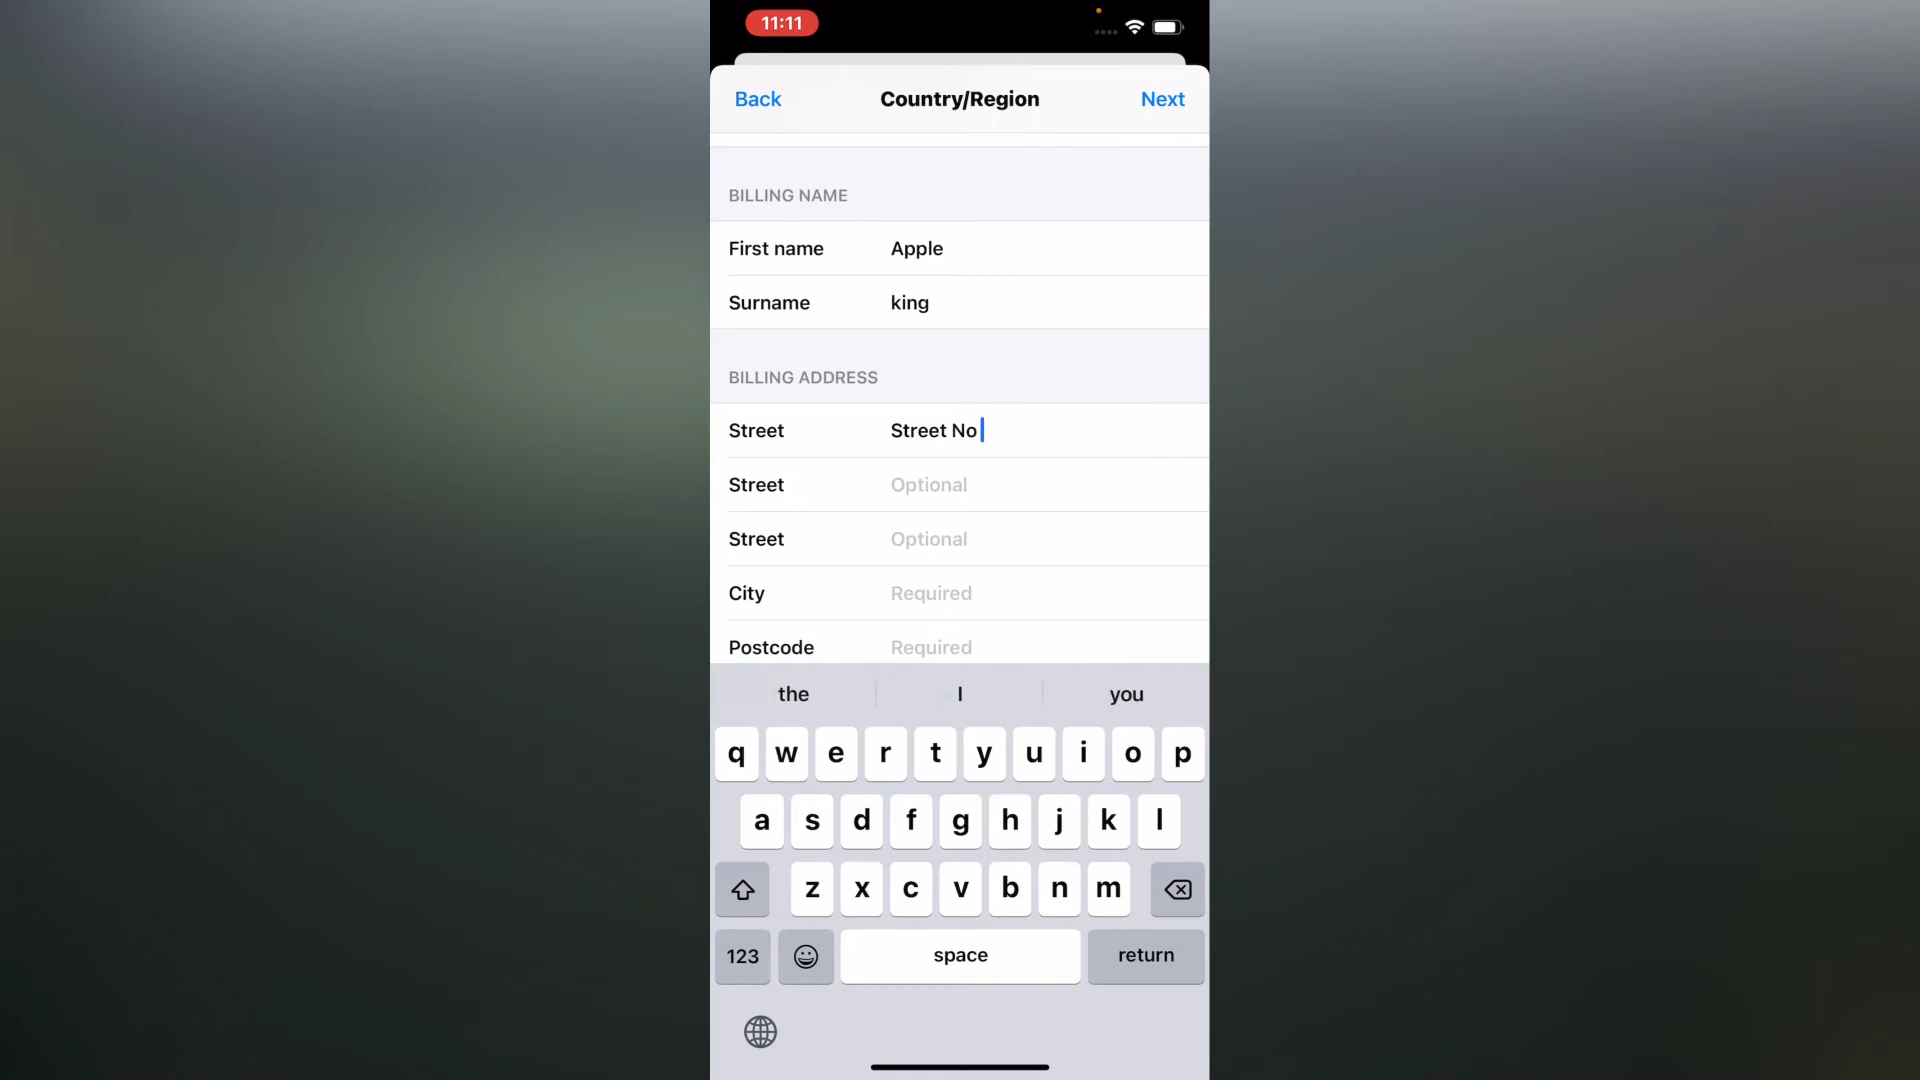 11:11
Back Country/Region Next
BILLING NAME
First name Apple
Surname king
BILLING ADDRESS
Street Street No
Street Optional
Street Optional
City Required
Postcode Required
the I you
q w e r t y u i o p
a s d f g h j k l
z x c v b n m
123 space return